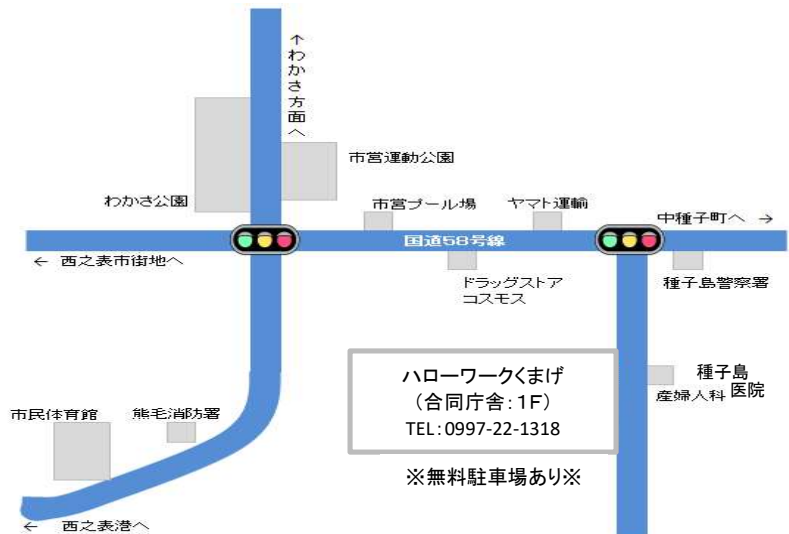 ↑わかさ方面へ
市営運動公園
わかさ公園
市営プール場
ヤマト運輸
中種子町へ →
国道58号線
← 西之表市街地へ
ドラッグストア
コスモス
種子島警察署
ハローワークくまげ
（合同庁舎：１Ｆ）
TEL：0997-22-1318
種子島
産婦人科 医院
市民体育館
熊毛消防署
※無料駐車場あり※
← 西之表港へ